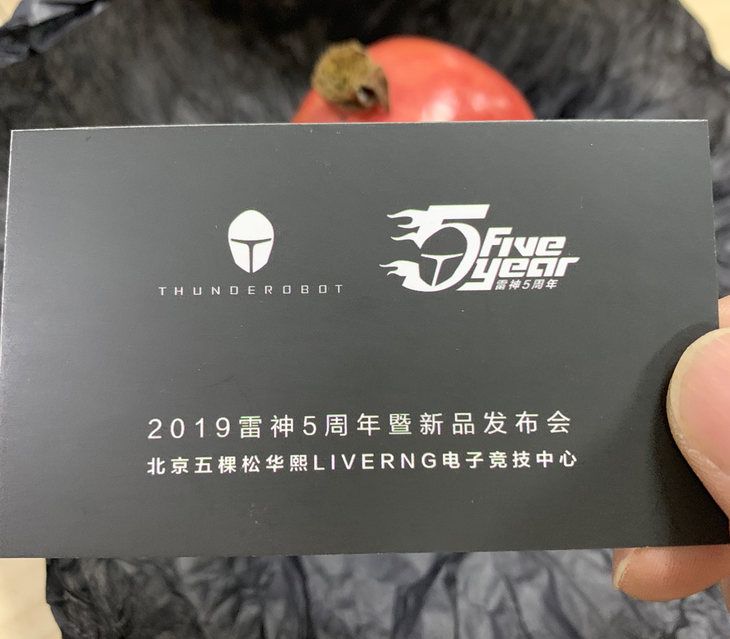 THUNDEROBOT
5 Five year
雷神5周年
2019雷神5周年暨新品发布会
北京五棵松华熙LIVERNG电子竞技中心